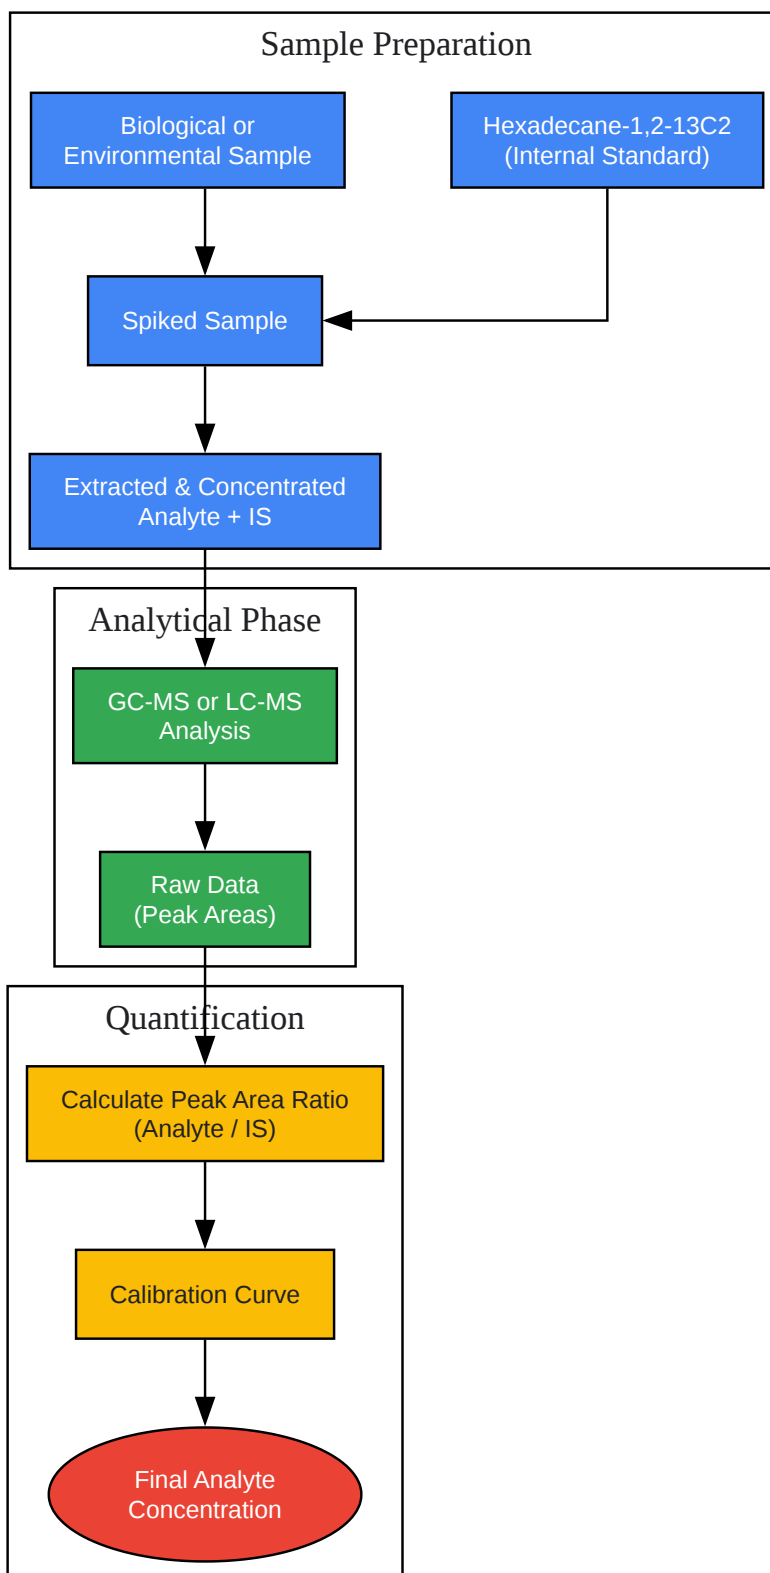 Sample Preparation
Biological or
Environmental Sample
Hexadecane-1,2-13C2
(Internal Standard)
Spiked Sample
Extracted & Concentrated
Analyte + IS
Analytical Phase
GC-MS or LC-MS
Analysis
Raw Data
(Peak Areas)
Quantification
Calculate Peak Area Ratio
(Analyte / IS)
Calibration Curve
Final Analyte
Concentration